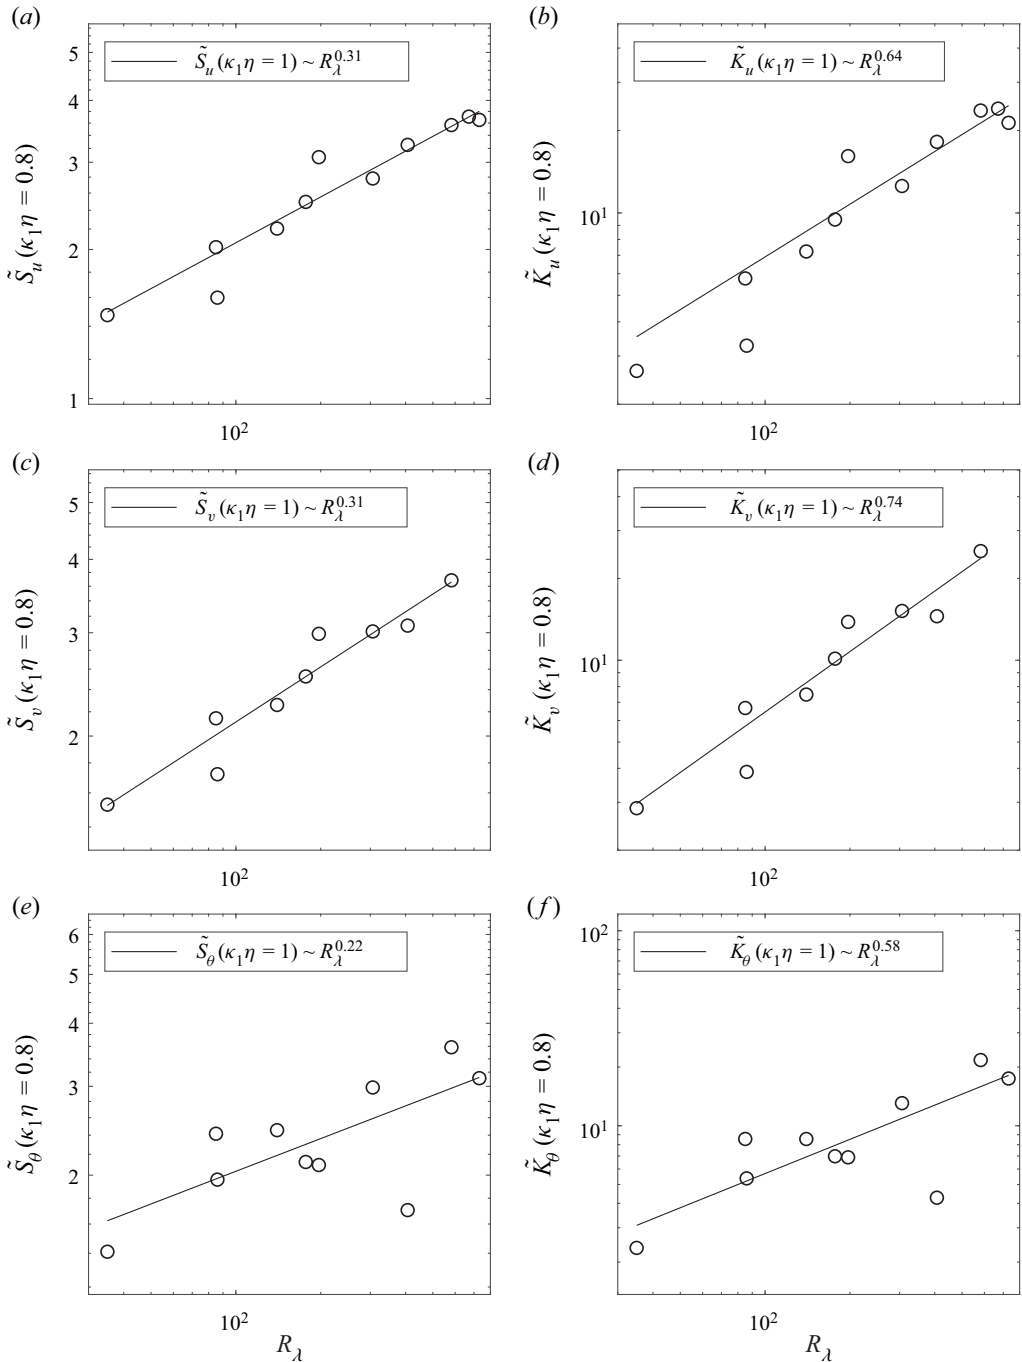 (a)
(b)
S̃u (κ1η = 1) ~ Rλ^0.31
K̃u (κ1η = 1) ~ Rλ^0.64
5
4
3
2
1
10^1
S̃u (κ1η = 0.8)
K̃u (κ1η = 0.8)
10^2
10^2
(c)
(d)
S̃v (κ1η = 1) ~ Rλ^0.31
K̃v (κ1η = 1) ~ Rλ^0.74
5
4
3
2
10^1
S̃v (κ1η = 0.8)
K̃v (κ1η = 0.8)
10^2
10^2
(e)
(f)
S̃θ (κ1η = 1) ~ Rλ^0.22
K̃θ (κ1η = 1) ~ Rλ^0.58
6
5
4
3
2
10^2
10^1
S̃θ (κ1η = 0.8)
K̃θ (κ1η = 0.8)
10^2
10^2
Rλ
Rλ